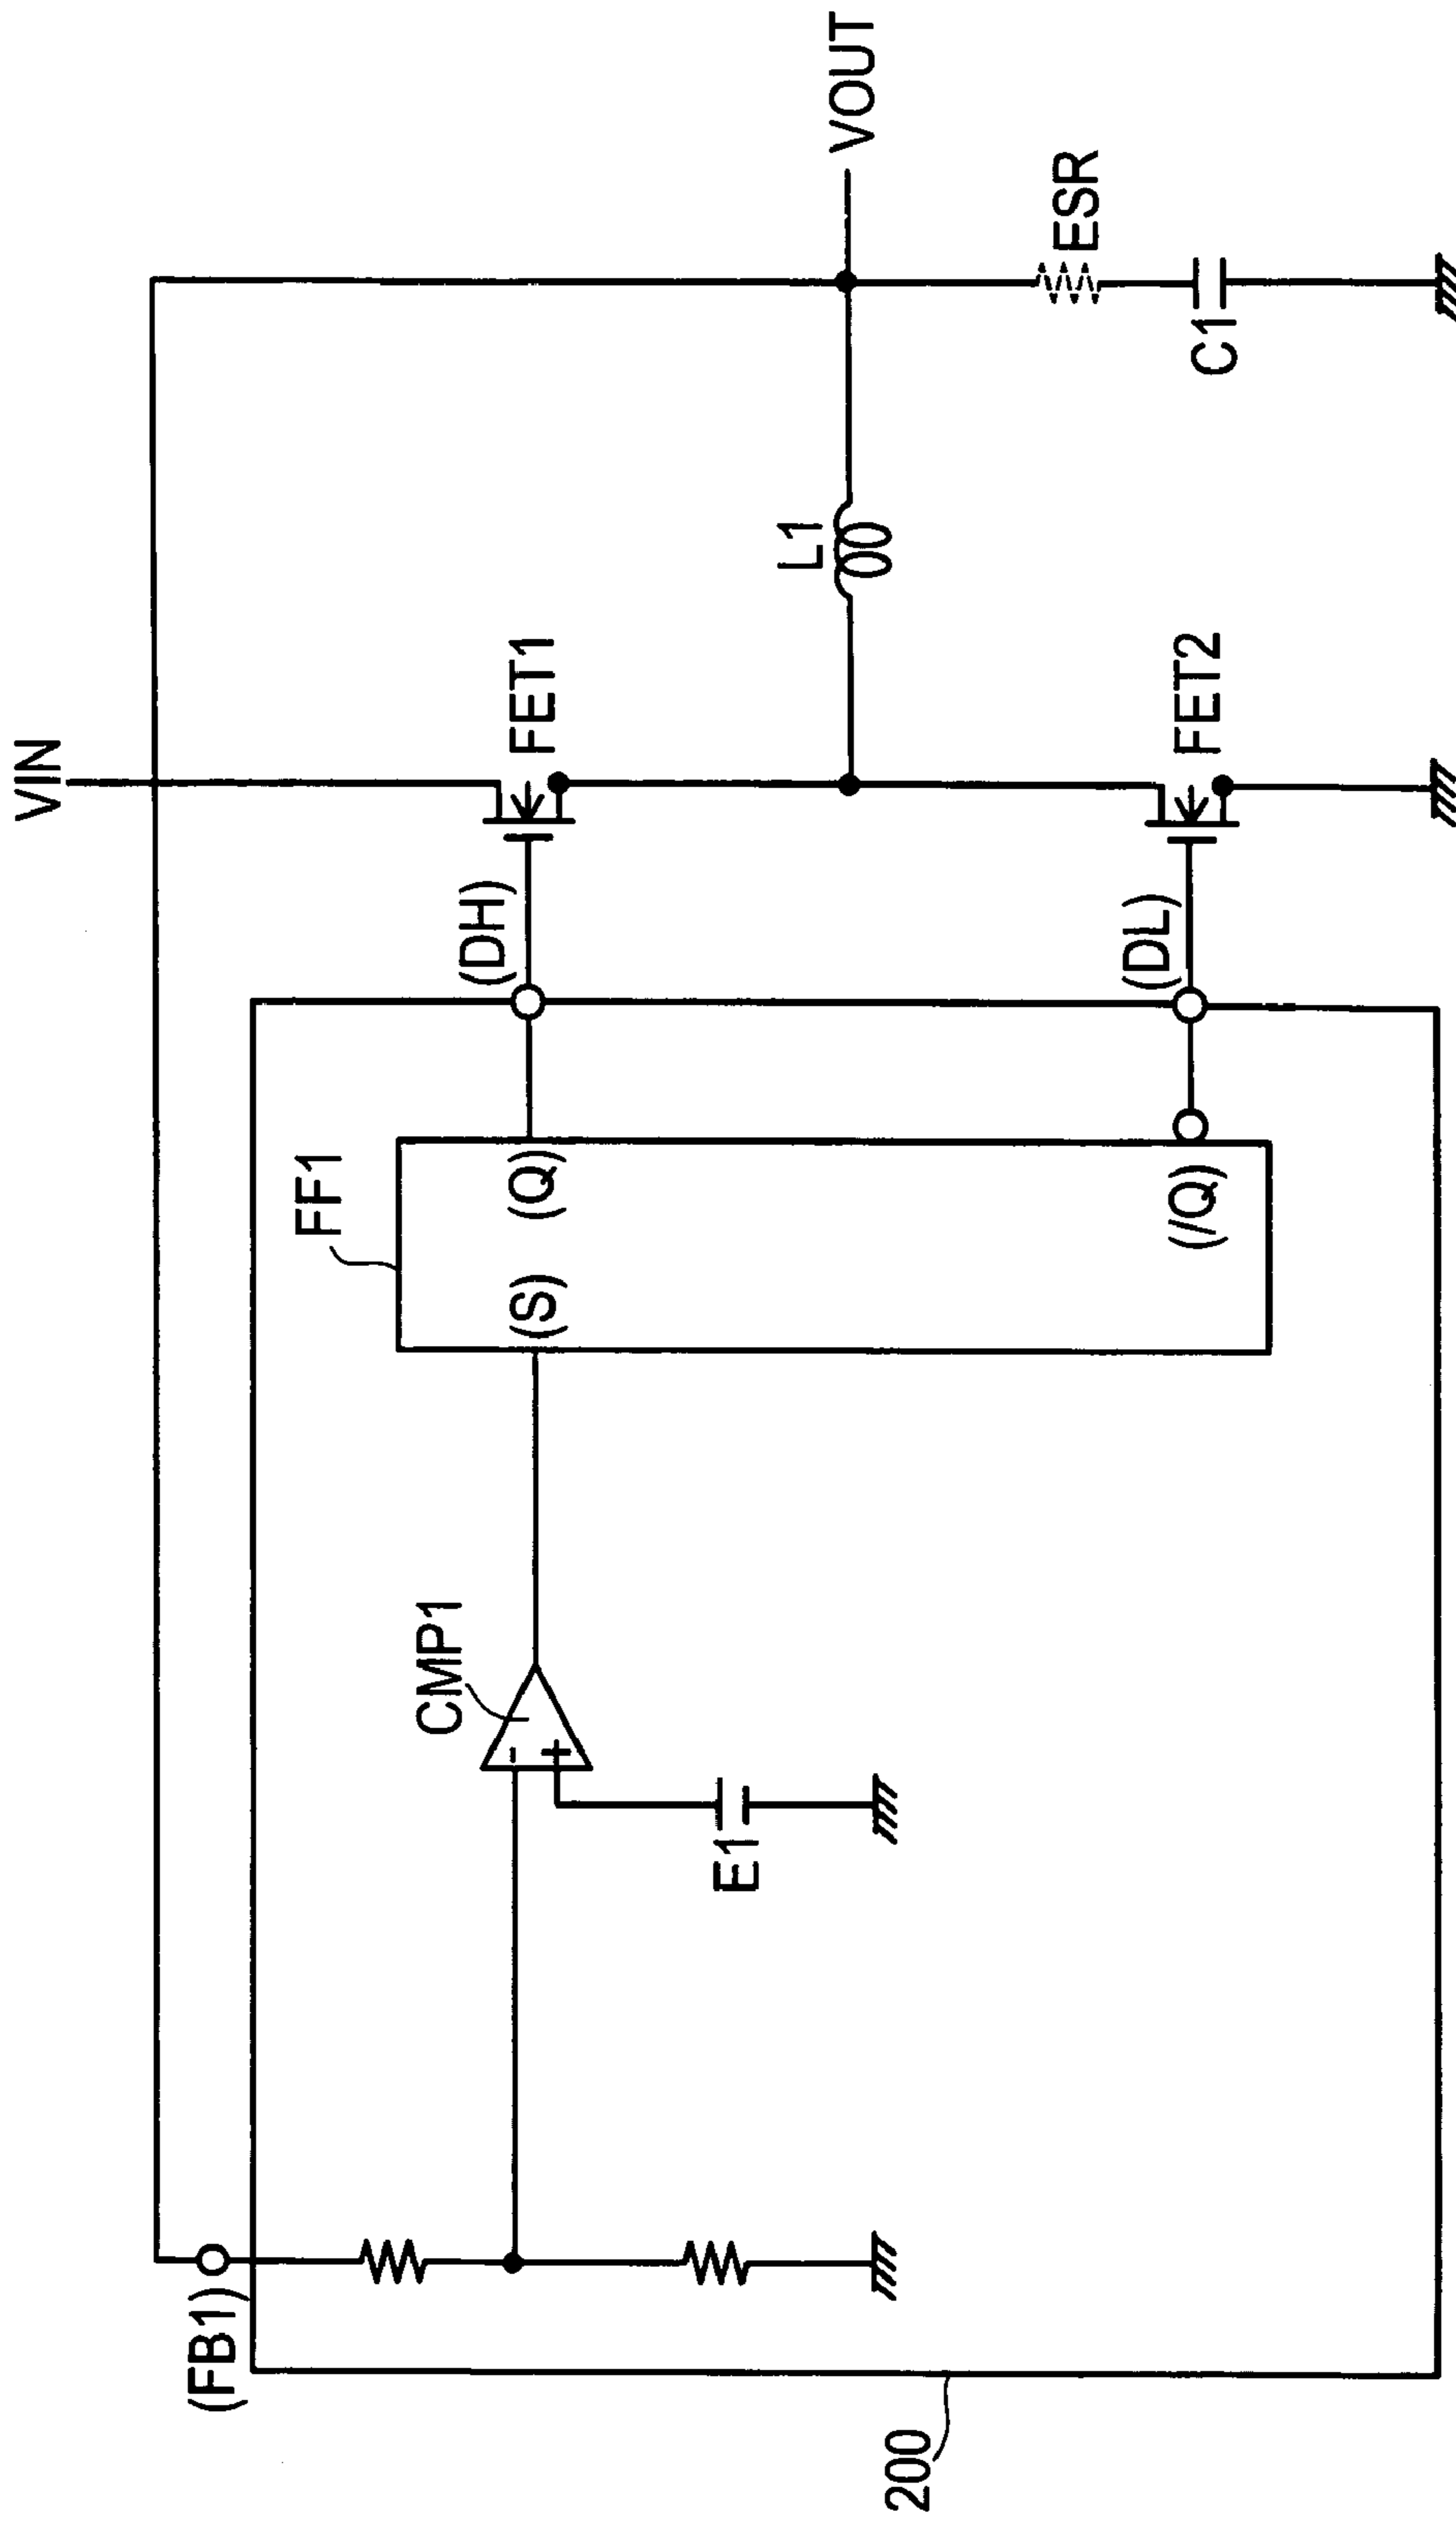 VIN
(FB1)
CMP1
FF1
(S)
(Q)
(DH)
FET1
L1
VOUT
E1
ESR
C1
(/Q)
(DL)
FET2
200